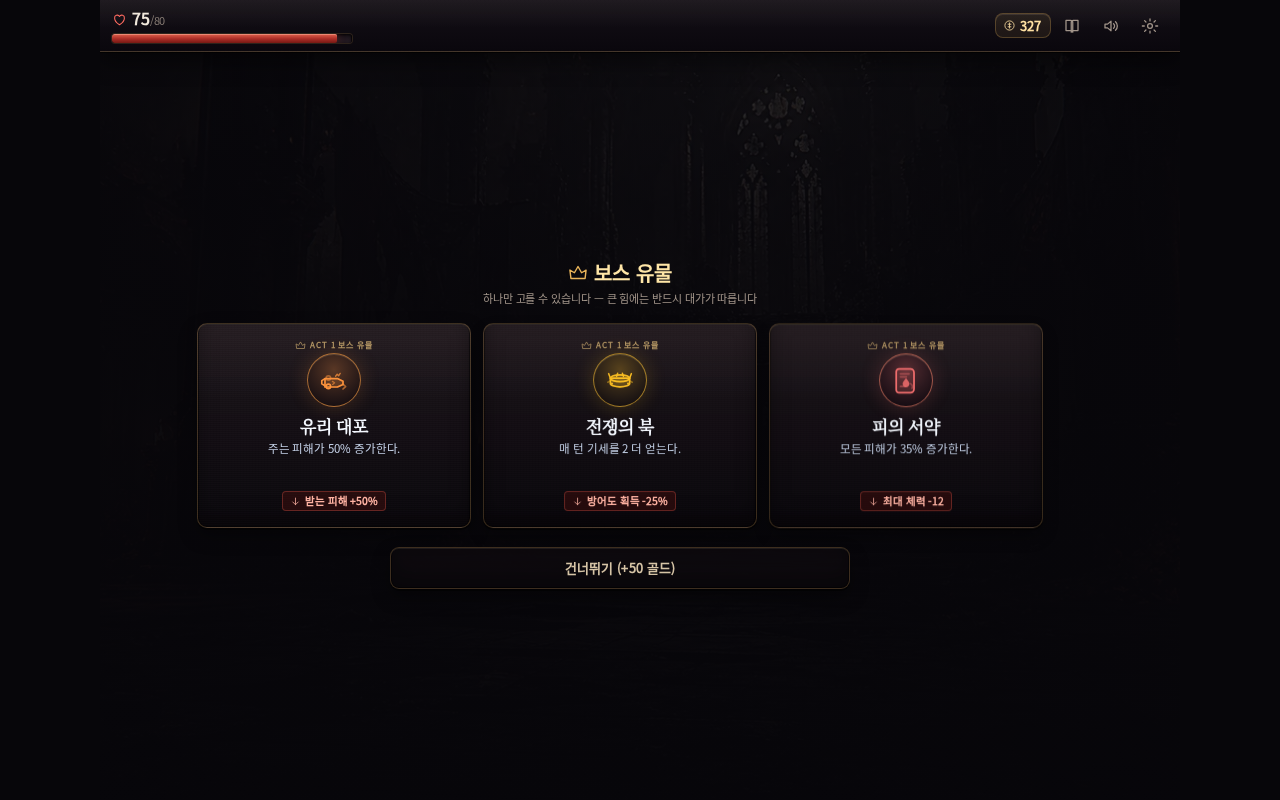 75/80
327
보스 유물
하나만 고를 수 있습니다 — 큰 힘에는 반드시 대가가 따릅니다
ACT 1 보스 유물
유리 대포
주는 피해가 50% 증가한다.
↓ 받는 피해 +50%
ACT 1 보스 유물
전쟁의 북
매 턴 기세를 2 더 얻는다.
↓ 방어도 획득 -25%
ACT 1 보스 유물
피의 서약
모든 피해가 35% 증가한다.
↓ 최대 체력 -12
건너뛰기 (+50 골드)